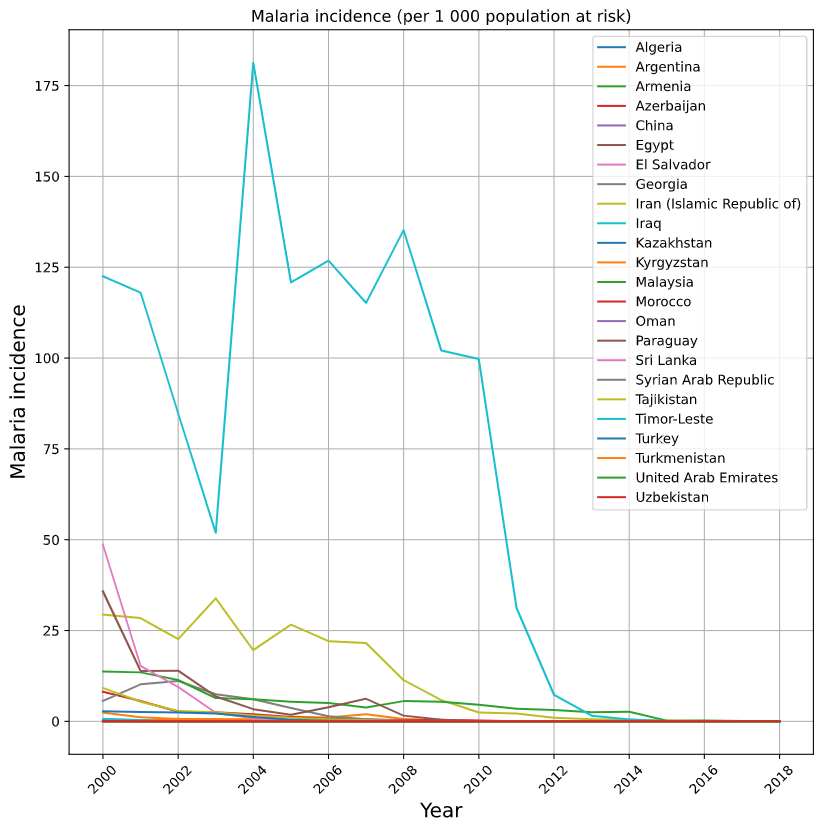 Malaria incidence (per 1 000 population at risk)
Algeria
Argentina
Armenia
Azerbaijan
China
Egypt
El Salvador
Georgia
Iran (Islamic Republic of)
Iraq
Kazakhstan
Kyrgyzstan
Malaysia
Morocco
Oman
Paraguay
Sri Lanka
Syrian Arab Republic
Tajikistan
Timor-Leste
Turkey
Turkmenistan
United Arab Emirates
Uzbekistan
Malaria incidence
175
150
125
100
75
50
25
0
2000 2002 2004 2006 2008 2010 2012 2014 2016 2018
Year